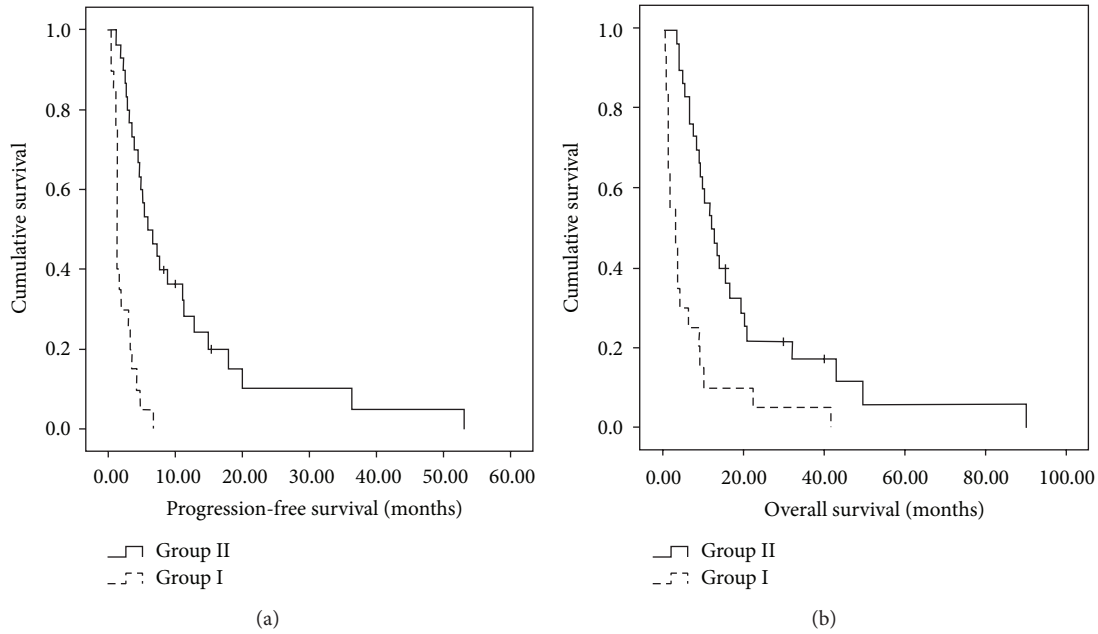 1.0
0.8
0.6
0.4
0.2
0.0
Cumulative survival
0.00 10.00 20.00 30.00 40.00 50.00 60.00
Progression-free survival (months)
Group II
Group I
(a)
1.0
0.8
0.6
0.4
0.2
0.0
Cumulative survival
0.00 20.00 40.00 60.00 80.00 100.00
Overall survival (months)
Group II
Group I
(b)